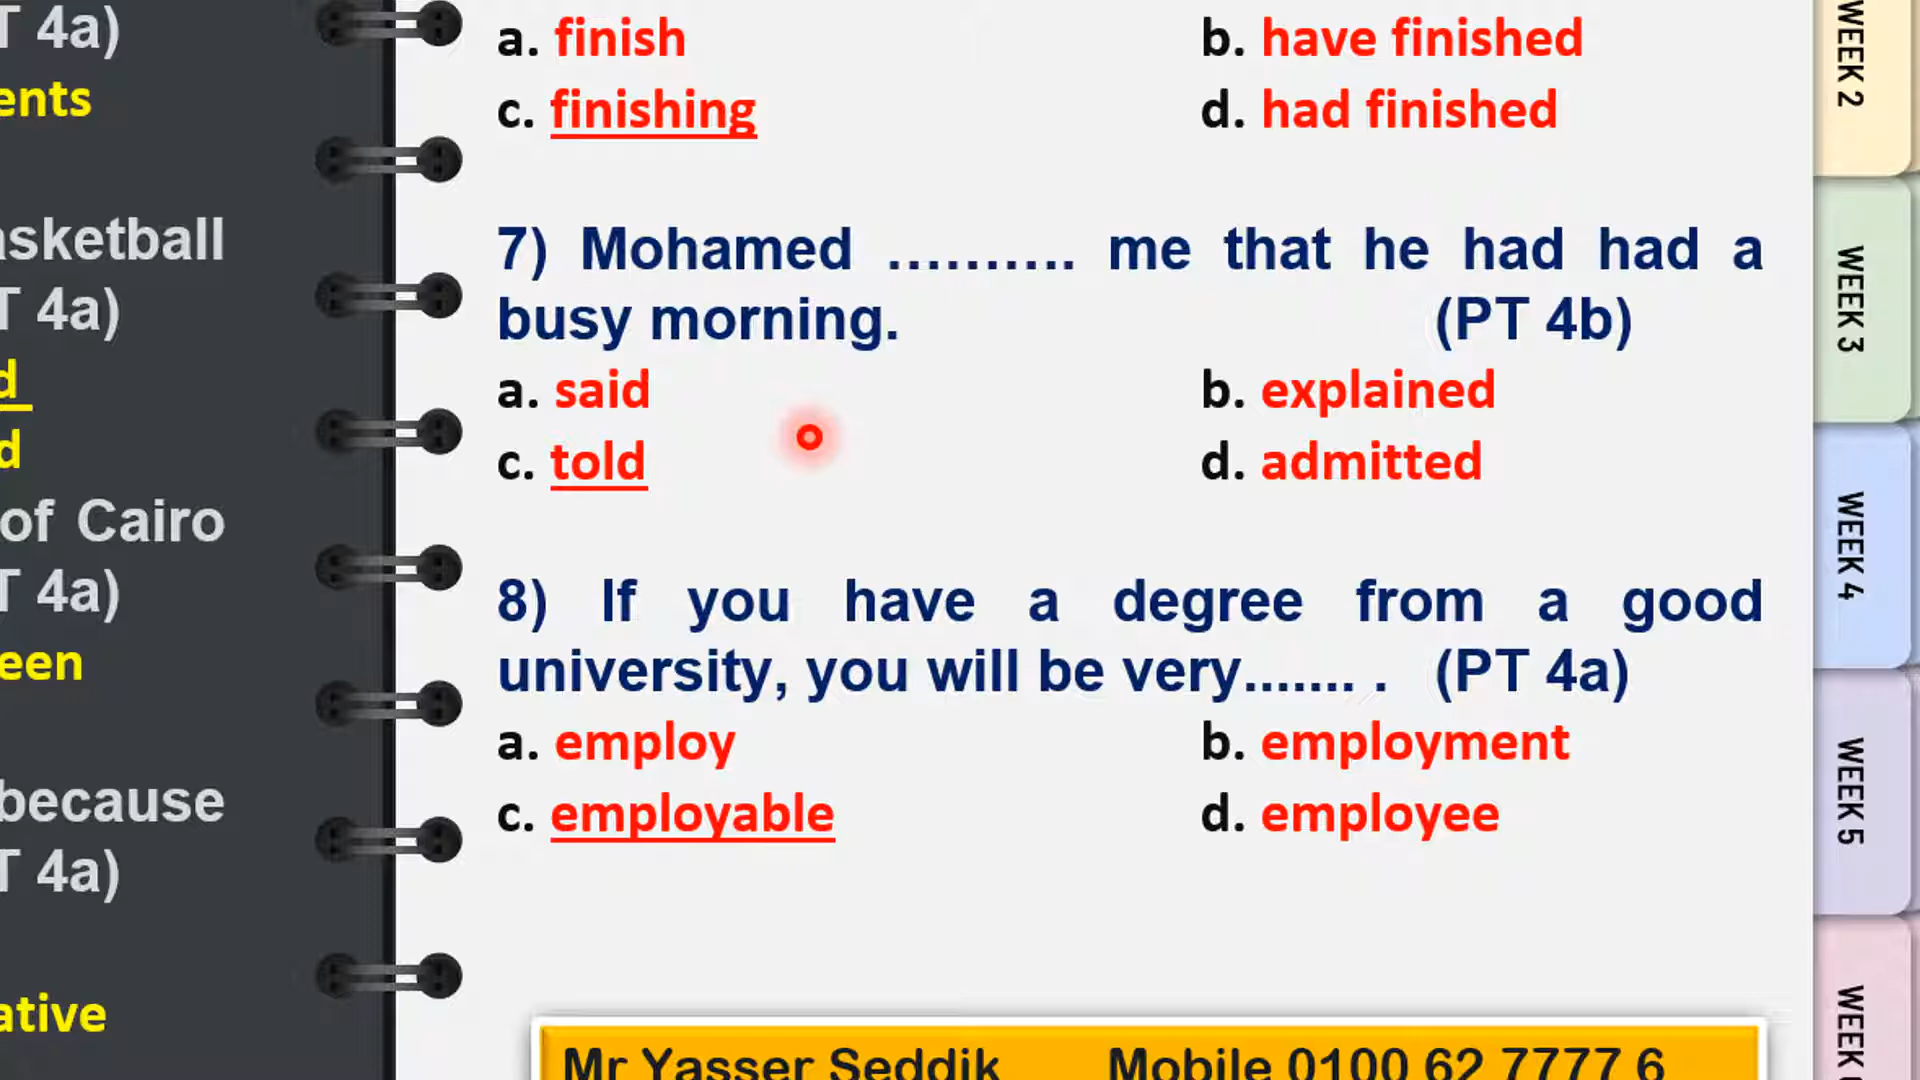 T 4a)
ents
asketball
T 4a)
d
d
of Cairo
T 4a)
een
because
T 4a)
ative
a. finish b. have finished
c. finishing d. had finished
7) Mohamed .......... me that he had had a
busy morning. (PT 4b)
a. said b. explained
c. told d. admitted
8) If you have a degree from a good
university, you will be very....... . (PT 4a)
a. employ b. employment
c. employable d. employee
Mr Yasser Seddik Mobile 0100 62 7777 6
WEEK 2
WEEK 3
WEEK 4
WEEK 5
WEEK